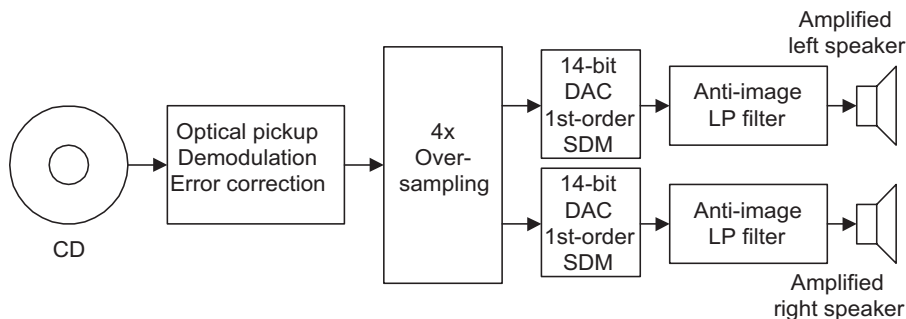 Amplified
left speaker
14-bit
DAC
1st-order
SDM
Anti-image
LP filter
Optical pickup
Demodulation
Error correction
4x
Over-
sampling
CD
14-bit
DAC
1st-order
SDM
Anti-image
LP filter
Amplified
right speaker